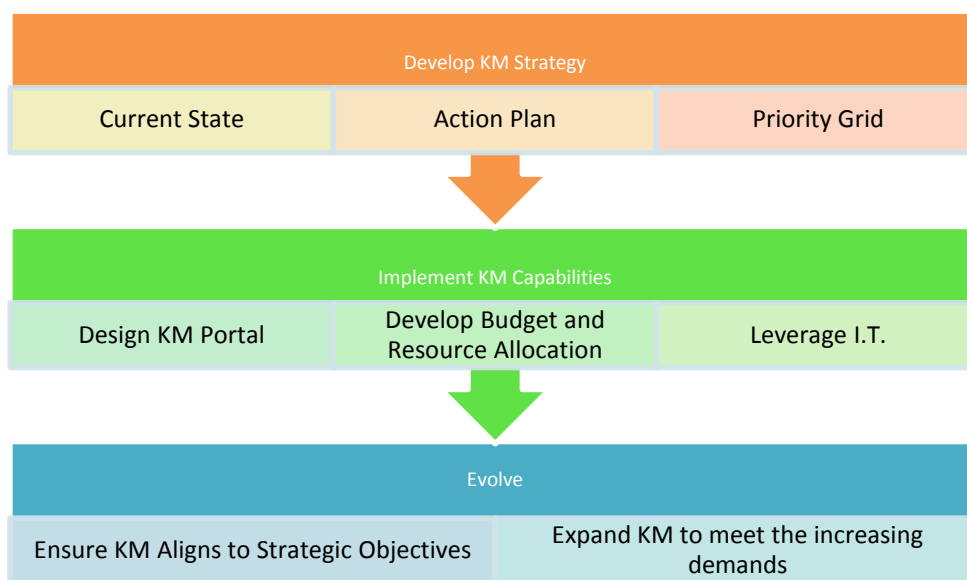 Develop KM Strategy
Current State
Action Plan
Priority Grid
Implement KM Capabilities
Design KM Portal
Develop Budget and
Resource Allocation
Leverage I.T.
Evolve
Ensure KM Aligns to Strategic Objectives
Expand KM to meet the increasing
demands